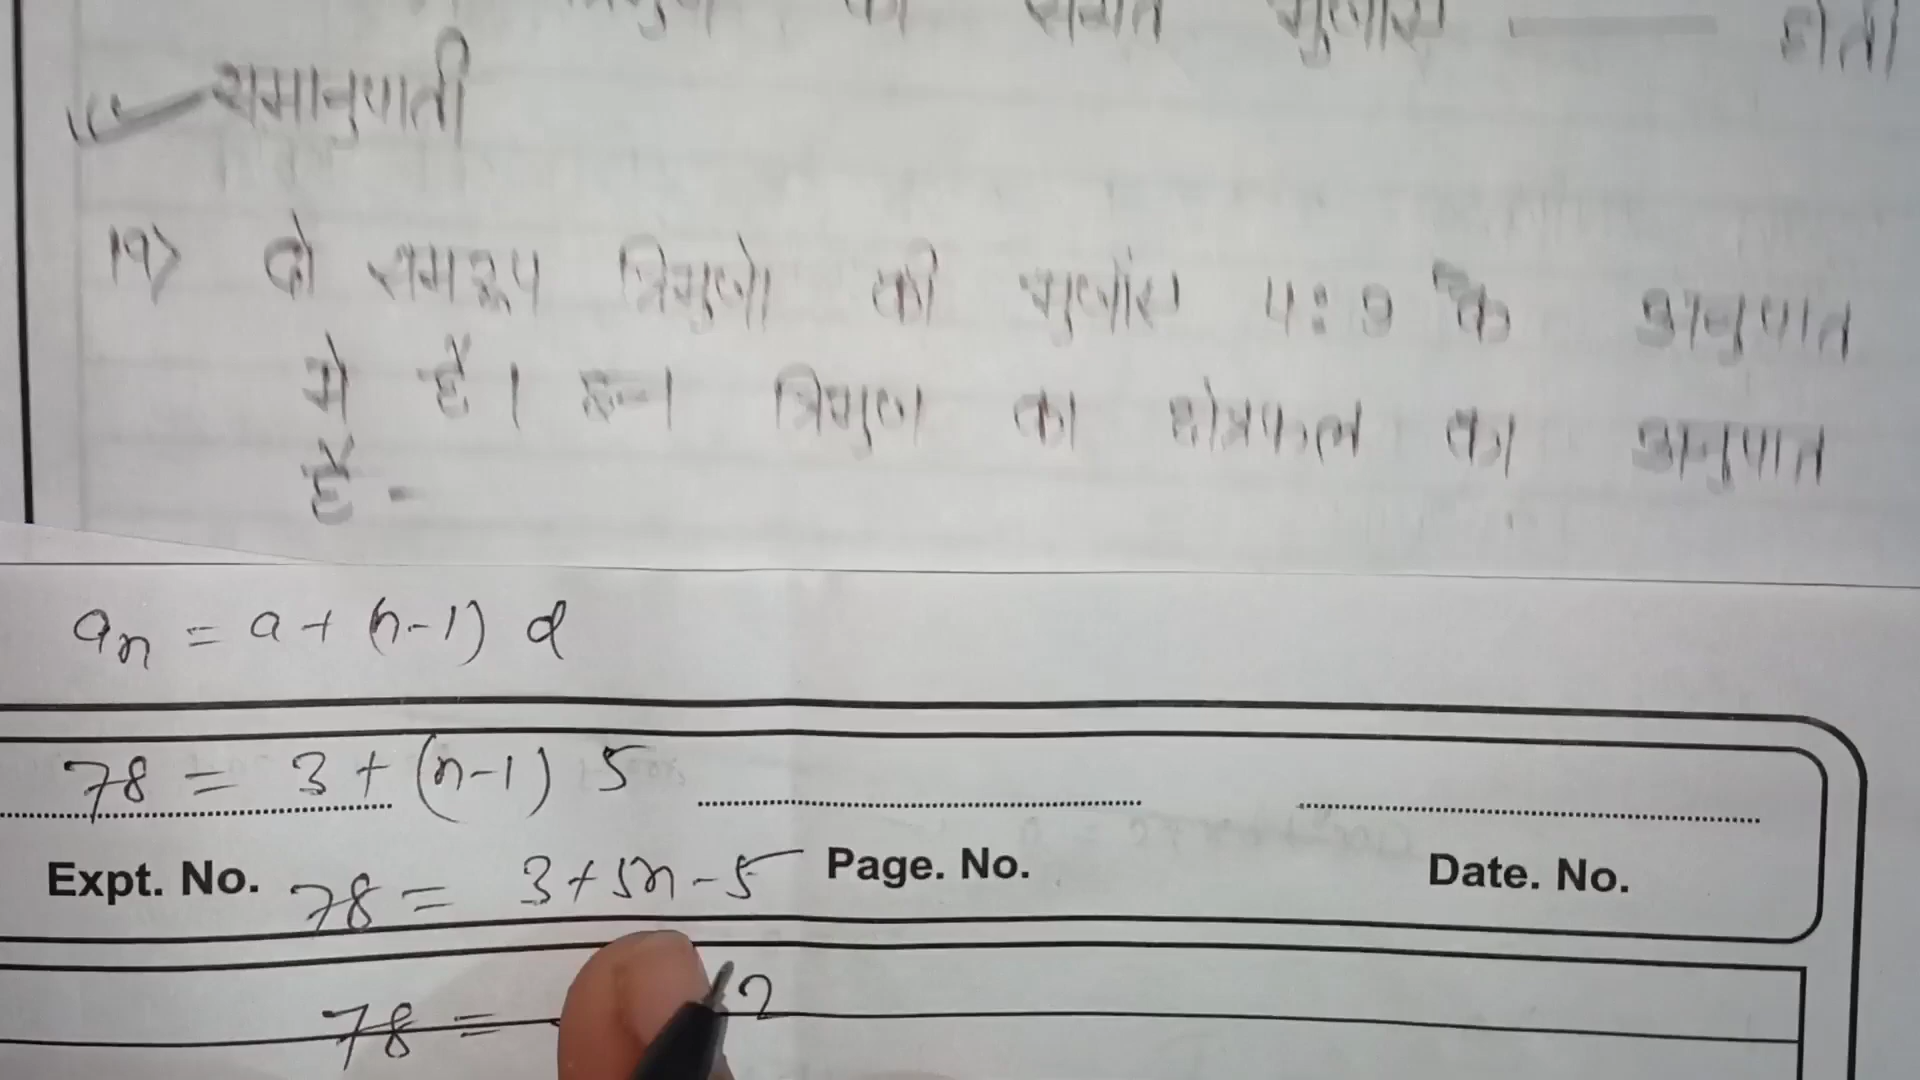 समानुपाती
19> दो समरूप त्रिभुजो की भुजाँए 4:9 के अनुपात
मे हैं। इन त्रिभुज का क्षेत्रफल का अनुपात
हैं -
an = a + (n-1) d
78 = 3 + (n-1) 5
Expt. No. Page. No. Date. No.
78 = 3 + 5n - 5
78 = 2